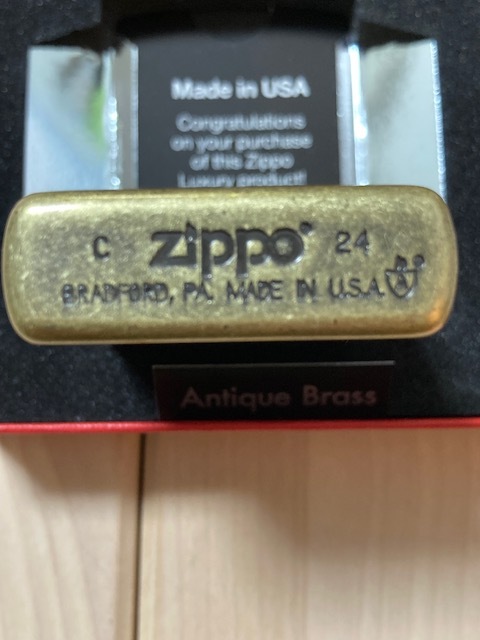 Made in USA
Congratulations
on your purchase
of this Zippo
Luxury product!
C zippo 24
BRADFORD, PA. MADE IN U.S.A.
Antique Brass